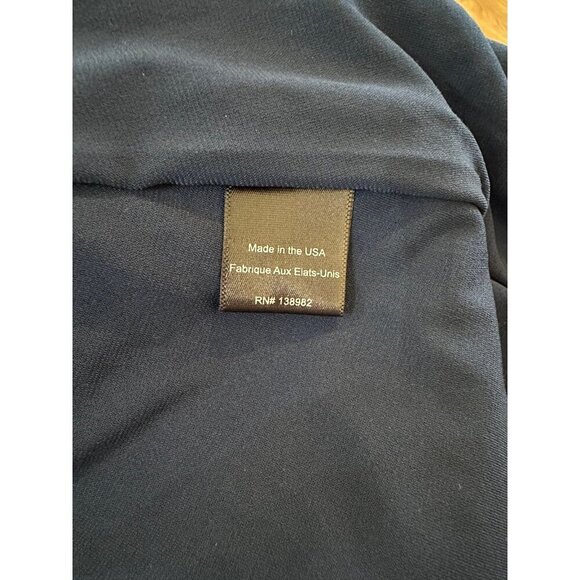 Made in the USA
Fabrique Aux Elats-Unis
RN# 138982